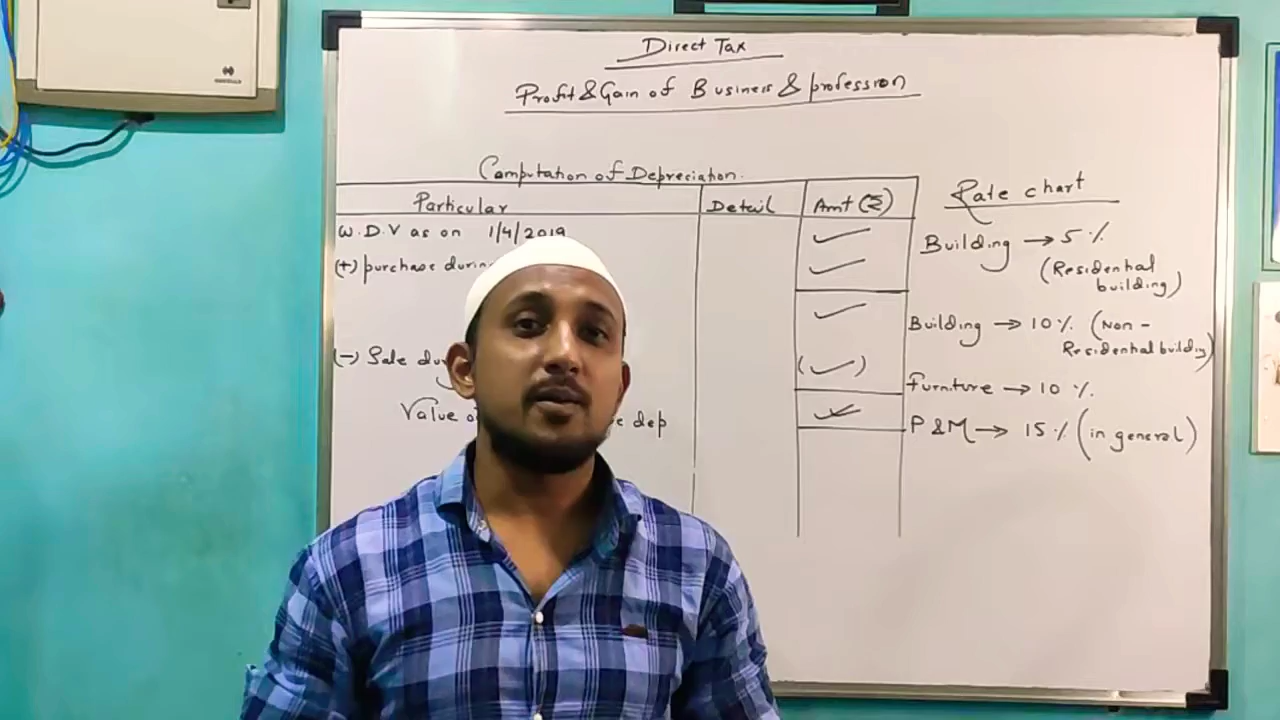 Direct Tax
Profit & Gain of Business & profession
Computation of Depreciation.
Particular Detail Amt (₹)
W.D.V as on 1/4/2019
(+) purchase
(-) Sale
Value
dep
Rate chart
Building → 5 %
(Residential
building)
Building → 10% (Non-
Residential building)
Furniture → 10 %.
P&M → 15 % (in general)